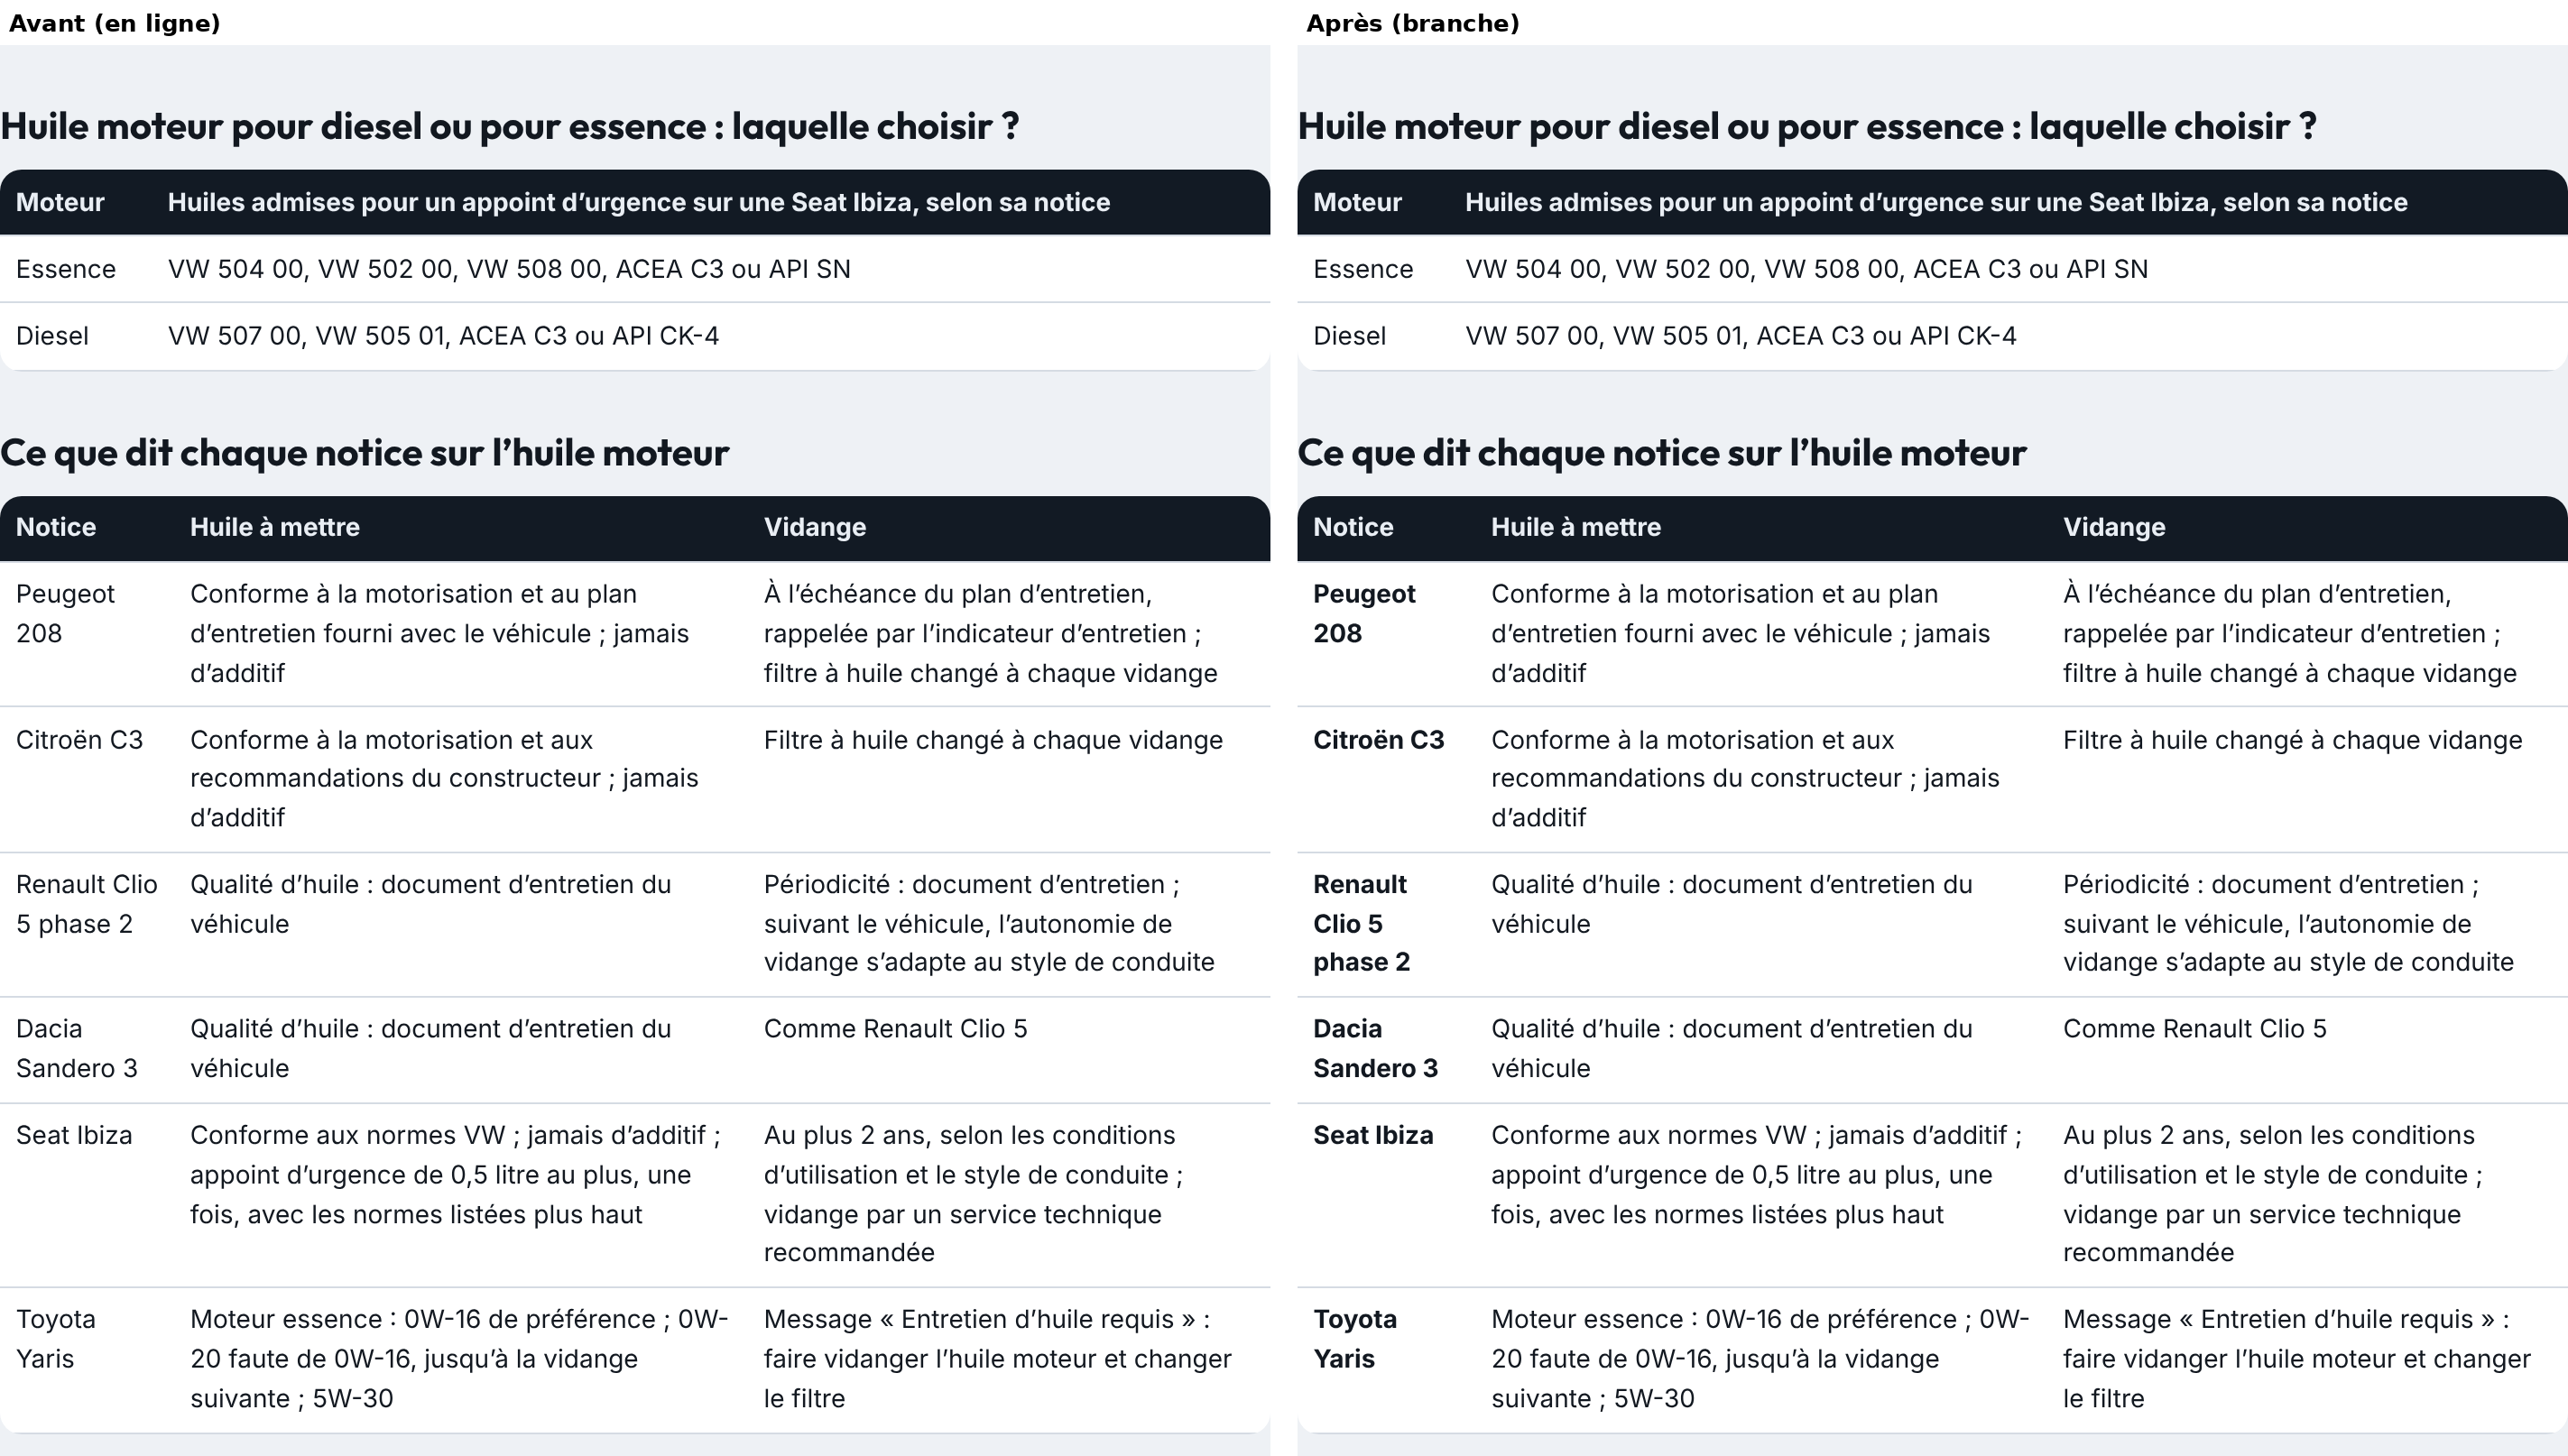 Avant (en ligne)
Huile moteur pour diesel ou pour essence : laquelle choisir ?
Moteur Huiles admises pour un appoint d’urgence sur une Seat Ibiza, selon sa notice
Essence VW 504 00, VW 502 00, VW 508 00, ACEA C3 ou API SN
Diesel VW 507 00, VW 505 01, ACEA C3 ou API CK-4
Ce que dit chaque notice sur l’huile moteur
Notice Huile à mettre Vidange
Peugeot Conforme à la motorisation et au plan À l’échéance du plan d’entretien,
208 d’entretien fourni avec le véhicule ; jamais rappelée par l’indicateur d’entretien ;
d’additif filtre à huile changé à chaque vidange
Citroën C3 Conforme à la motorisation et aux Filtre à huile changé à chaque vidange
recommandations du constructeur ; jamais
d’additif
Renault Clio Qualité d’huile : document d’entretien du Périodicité : document d’entretien ;
5 phase 2 véhicule suivant le véhicule, l’autonomie de
vidange s’adapte au style de conduite
Dacia Qualité d’huile : document d’entretien du Comme Renault Clio 5
Sandero 3 véhicule
Seat Ibiza Conforme aux normes VW ; jamais d’additif ; Au plus 2 ans, selon les conditions
appoint d’urgence de 0,5 litre au plus, une d’utilisation et le style de conduite ;
fois, avec les normes listées plus haut vidange par un service technique
recommandée
Toyota Moteur essence : 0W-16 de préférence ; 0W- Message « Entretien d’huile requis » :
Yaris 20 faute de 0W-16, jusqu’à la vidange faire vidanger l’huile moteur et changer
suivante ; 5W-30 le filtre
Après (branche)
Huile moteur pour diesel ou pour essence : laquelle choisir ?
Moteur Huiles admises pour un appoint d’urgence sur une Seat Ibiza, selon sa notice
Essence VW 504 00, VW 502 00, VW 508 00, ACEA C3 ou API SN
Diesel VW 507 00, VW 505 01, ACEA C3 ou API CK-4
Ce que dit chaque notice sur l’huile moteur
Notice Huile à mettre Vidange
Peugeot Conforme à la motorisation et au plan À l’échéance du plan d’entretien,
208 d’entretien fourni avec le véhicule ; jamais rappelée par l’indicateur d’entretien ;
d’additif filtre à huile changé à chaque vidange
Citroën C3 Conforme à la motorisation et aux Filtre à huile changé à chaque vidange
recommandations du constructeur ; jamais
d’additif
Renault Qualité d’huile : document d’entretien du Périodicité : document d’entretien ;
Clio 5 véhicule suivant le véhicule, l’autonomie de
phase 2 vidange s’adapte au style de conduite
Dacia Qualité d’huile : document d’entretien du Comme Renault Clio 5
Sandero 3 véhicule
Seat Ibiza Conforme aux normes VW ; jamais d’additif ; Au plus 2 ans, selon les conditions
appoint d’urgence de 0,5 litre au plus, une d’utilisation et le style de conduite ;
fois, avec les normes listées plus haut vidange par un service technique
recommandée
Toyota Moteur essence : 0W-16 de préférence ; 0W- Message « Entretien d’huile requis » :
Yaris 20 faute de 0W-16, jusqu’à la vidange faire vidanger l’huile moteur et changer
suivante ; 5W-30 le filtre